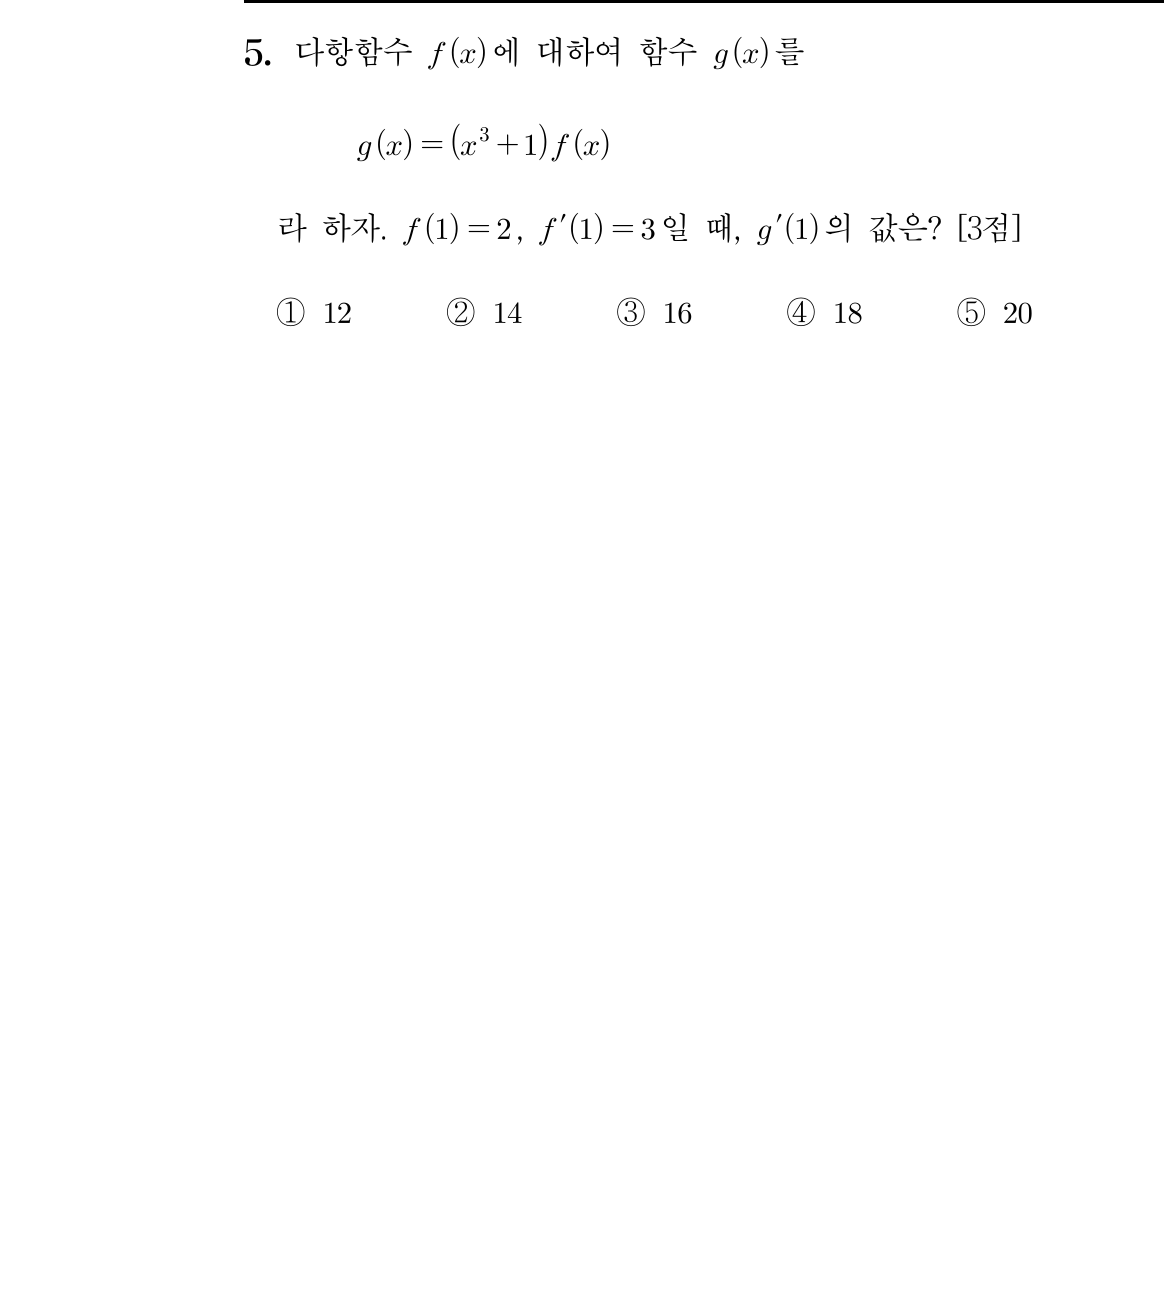 5. 다항함수 f(x)에 대하여 함수 g(x)를
g(x)=(x³+1)f(x)
라 하자. f(1)=2, f′(1)=3일 때, g′(1)의 값은? [3점]
① 12 ② 14 ③ 16 ④ 18 ⑤ 20